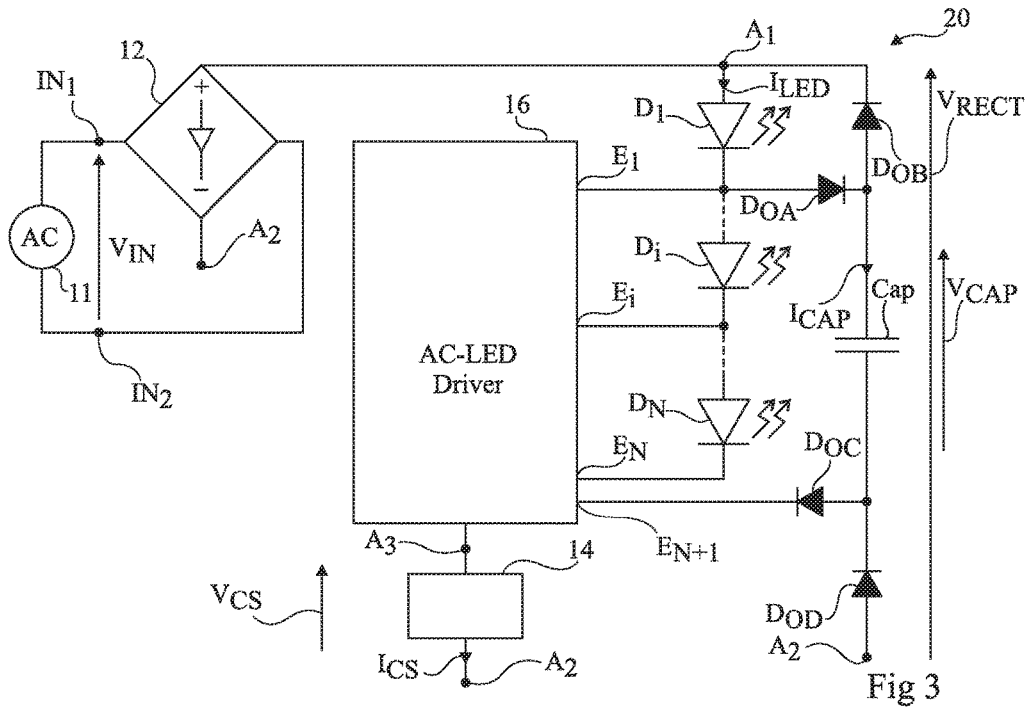 20
12
A1
IN1
ILED
+
D1
VRECT
16
E1
DOB
DOA
AC
VIN
A2
Di
−
11
Ei
ICAP
Cap
VCAP
IN2
AC-LED
Driver
DN
EN
DOC
EN+1
A3
14
VCS
DOD
A2
ICS
A2
Fig 3